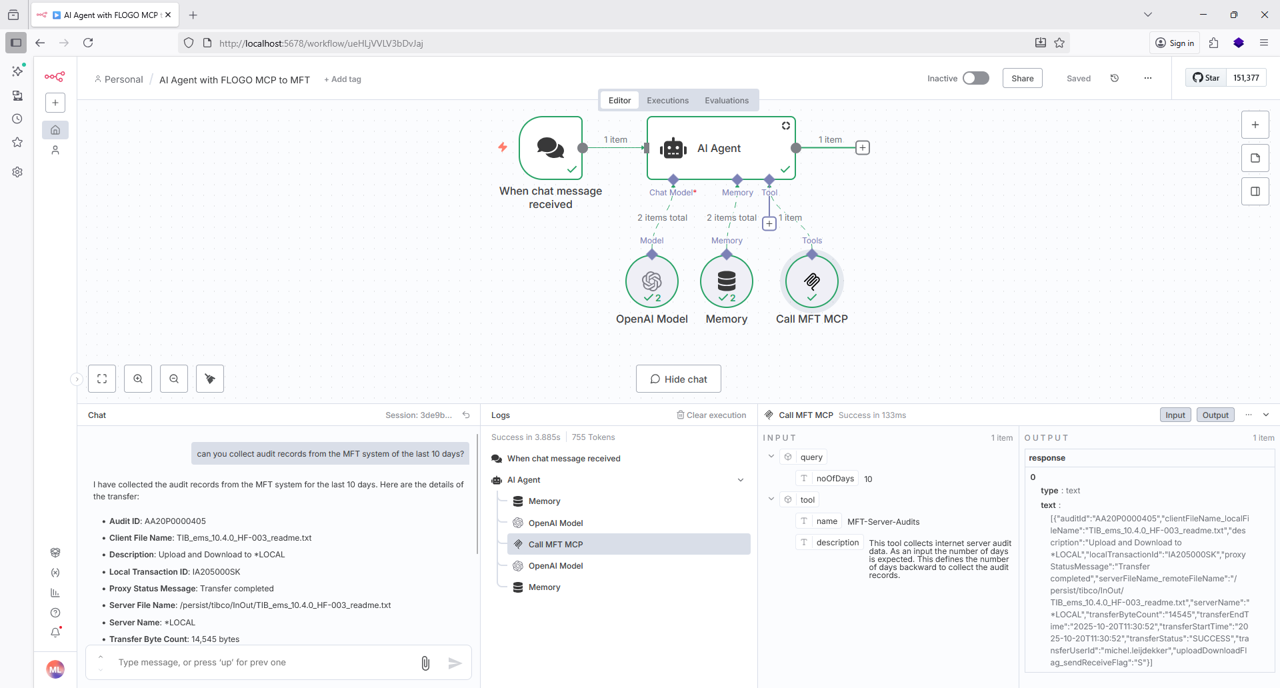 AI Agent with FLOGO MCP
http://localhost:5678/workflow/ueHLjVVLV3bDvJaj
Sign in
Personal / AI Agent with FLOGO MCP to MFT + Add tag
Inactive
Share
Saved
Star 151,377
Editor
Executions
Evaluations
When chat message
received
1 item
AI Agent
1 item
Chat Model*
Memory
Tool
2 items total
2 items total
1 item
Model
Memory
Tools
2
2
OpenAI Model
Memory
Call MFT MCP
Hide chat
Chat
Session: 3de9b...
can you collect audit records from the MFT system of the last 10 days?
I have collected the audit records from the MFT system for the last 10 days. Here are the details of
the transfer:
• Audit ID: AA20P0000405
• Client File Name: TIB_ems_10.4.0_HF-003_readme.txt
• Description: Upload and Download to *LOCAL
• Local Transaction ID: IA205000SK
• Proxy Status Message: Transfer completed
• Server File Name: /persist/tibco/InOut/TIB_ems_10.4.0_HF-003_readme.txt
• Server Name: *LOCAL
• Transfer Byte Count: 14,545 bytes
Type message, or press 'up' for prev one
ML
Logs
Clear execution
Success in 3.885s | 755 Tokens
When chat message received
AI Agent
Memory
OpenAI Model
Call MFT MCP
OpenAI Model
Memory
Call MFT MCP Success in 133ms
Input
Output
INPUT
1 item
query
T noOfDays 10
tool
T name MFT-Server-Audits
T description This tool collects internet server audit
data. As an input the number of days
is expected. This defines the number
of days backward to collect the audit
records.
OUTPUT
1 item
response
0
type : text
text :
[{"auditId":"AA20P0000405","clientFileName_localFi
leName":"TIB_ems_10.4.0_HF-003_readme.txt","de
scription":"Upload and Download to
*LOCAL","localTransactionId":"IA205000SK","proxy
StatusMessage":"Transfer
completed","serverFileName_remoteFileName":"/
persist/tibco/InOut/
TIB_ems_10.4.0_HF-003_readme.txt","serverName":"
*LOCAL","transferByteCount":"14545","transferEndT
ime":"2025-10-20T11:30:52","transferStartTime":"20
25-10-20T11:30:52","transferStatus":"SUCCESS","tra
nsferUserId":"michel.leijdekker","uploadDownloadFl
ag_sendReceiveFlag":"S"}]